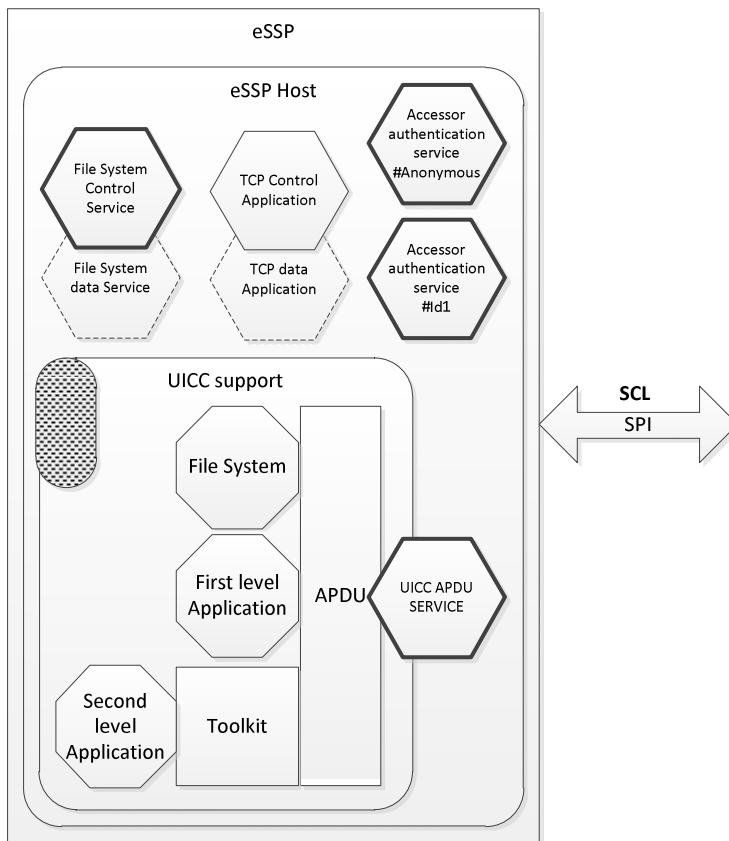 eSSP
eSSP Host
File System
Control
Service
TCP Control
Application
Accessor
authentication
service
#Anonymous
File System
data Service
TCP data
Application
Accessor
authentication
service
#Id1
UICC support
SCL
SPI
File System
First level
Application
APDU
UICC APDU
SERVICE
Second
level
Application
Toolkit